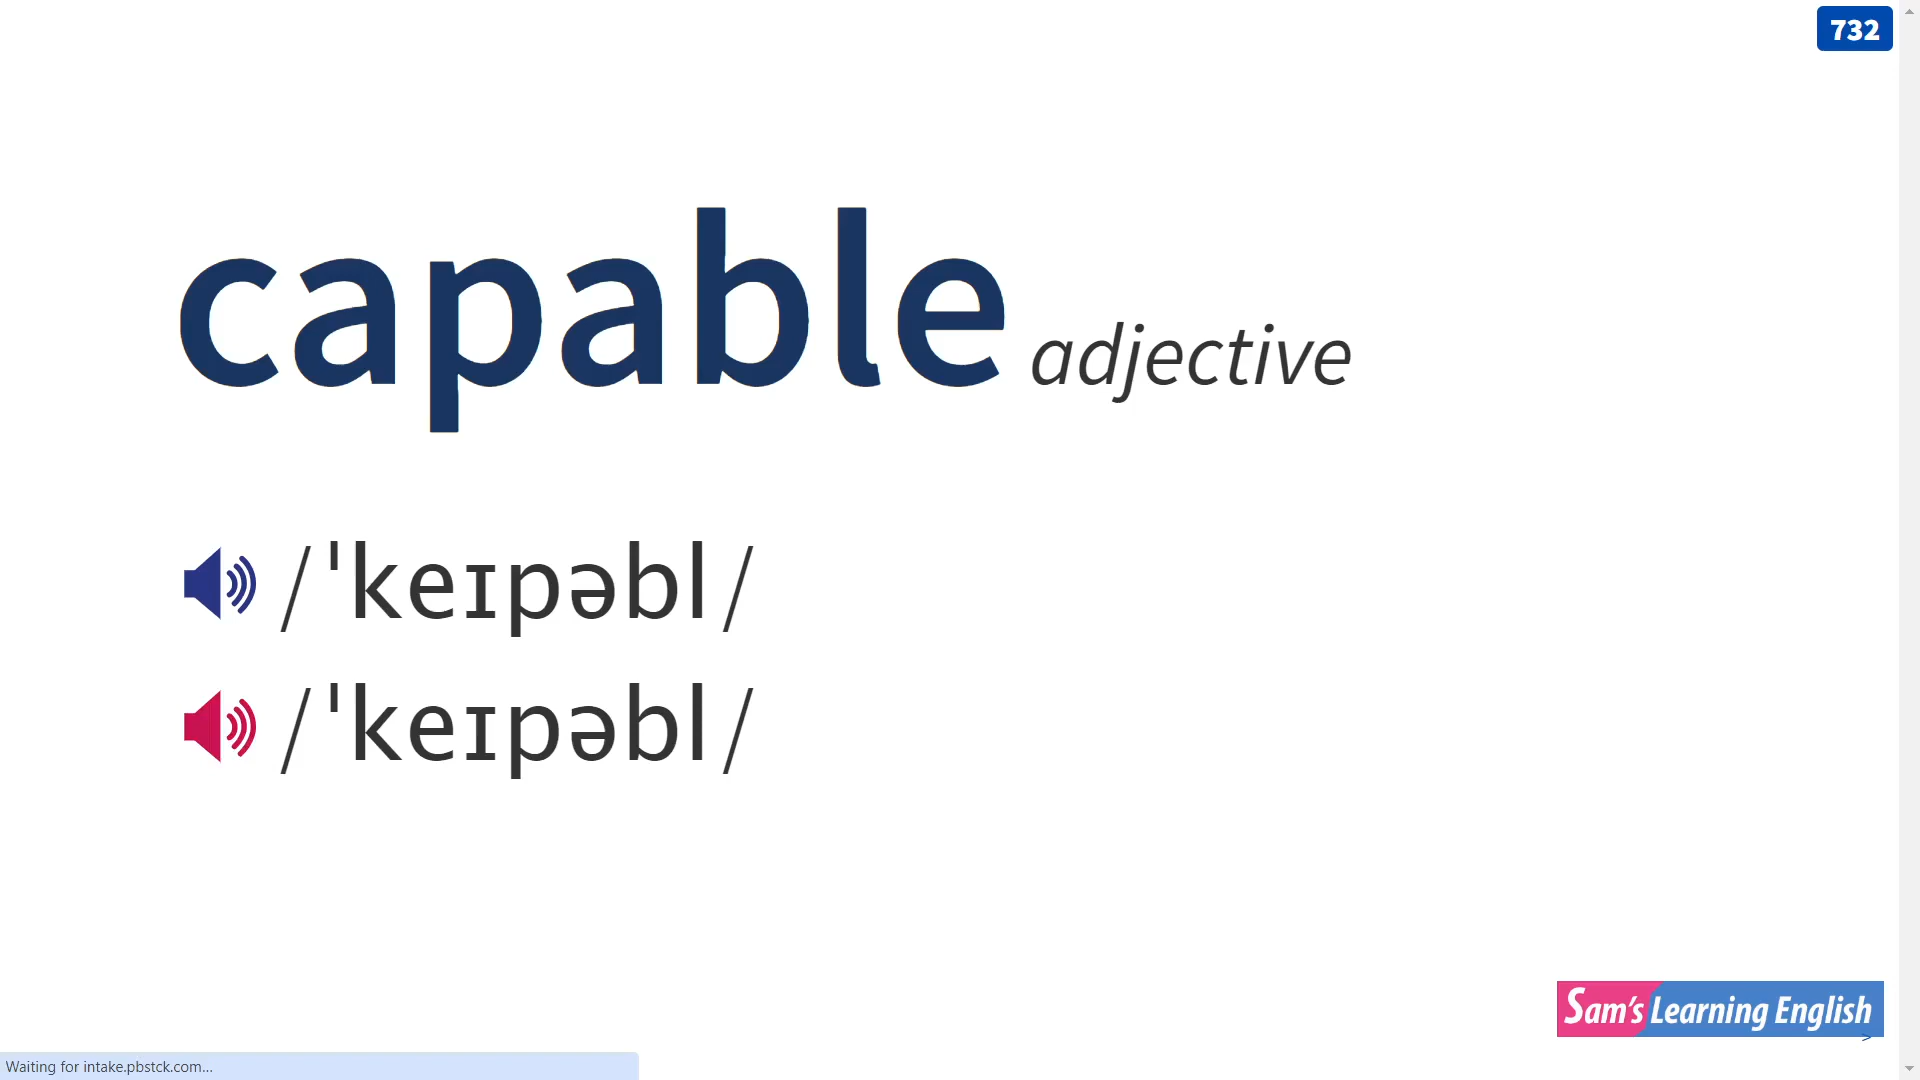 732
capable adjective
/ˈkeɪpəbl/
/ˈkeɪpəbl/
Sam's Learning English
>
Waiting for intake.pbstck.com...